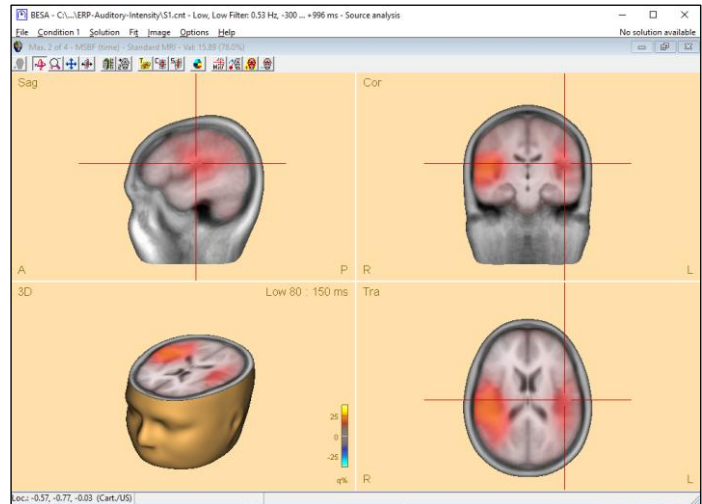 BESA - C:\...\ERP-Auditory-Intensity\S1.cnt - Low, Low Filter: 0.53 Hz, -300 ... +996 ms - Source analysis
File Condition 1 Solution Fit Image Options Help No solution available
Max. 2 of 4 - MSBF (time) - Standard MRI - Val: 15.89 (78.0%)
Sag
Cor
A P
R L
3D Low 80 : 150 ms
Tra
25
0
-25
q%
R L
Loc.: -0.57, -0.77, -0.03 (Cart./US)